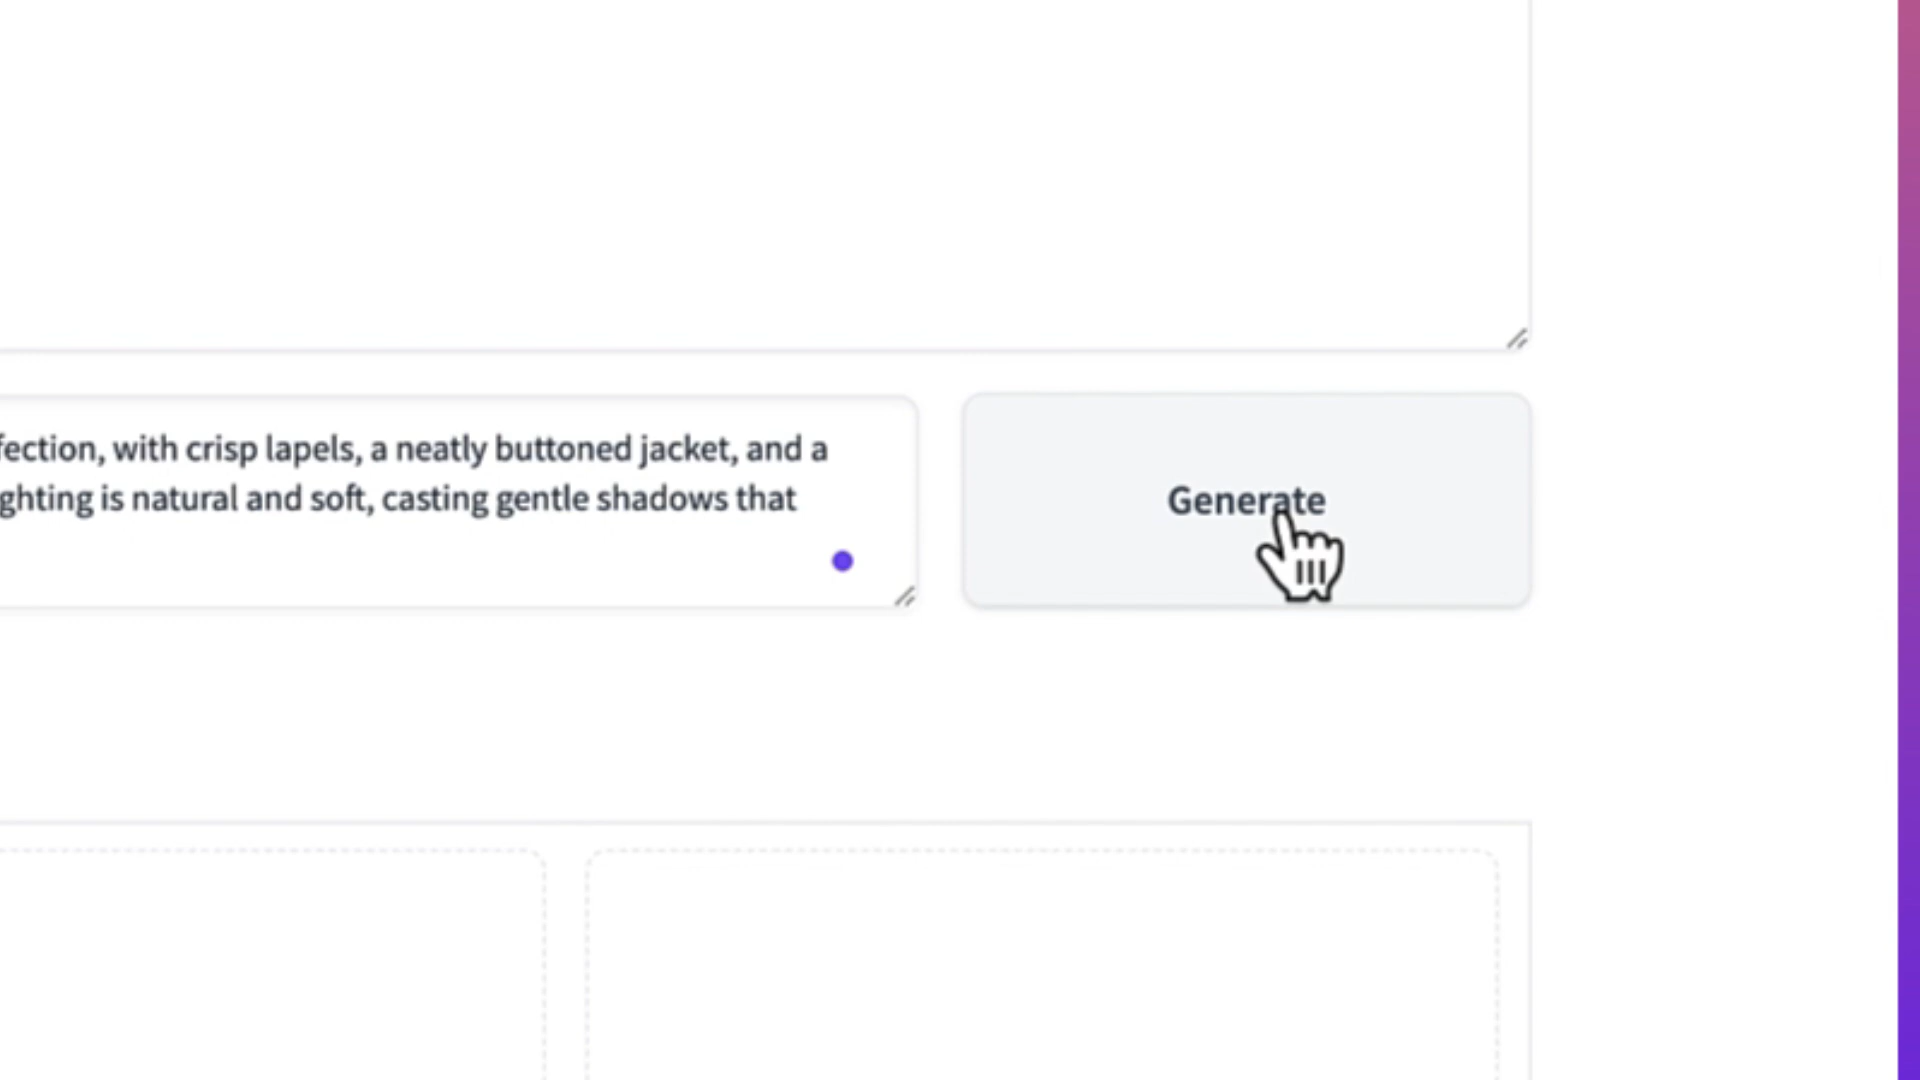 fection, with crisp lapels, a neatly buttoned jacket, and a
ghting is natural and soft, casting gentle shadows that
Generate